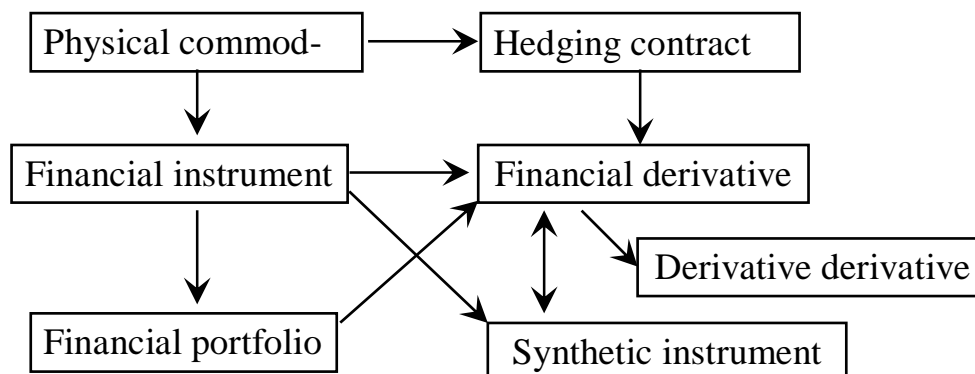 Physical commod-
Hedging contract
Financial instrument
Financial derivative
Derivative derivative
Financial portfolio
Synthetic instrument